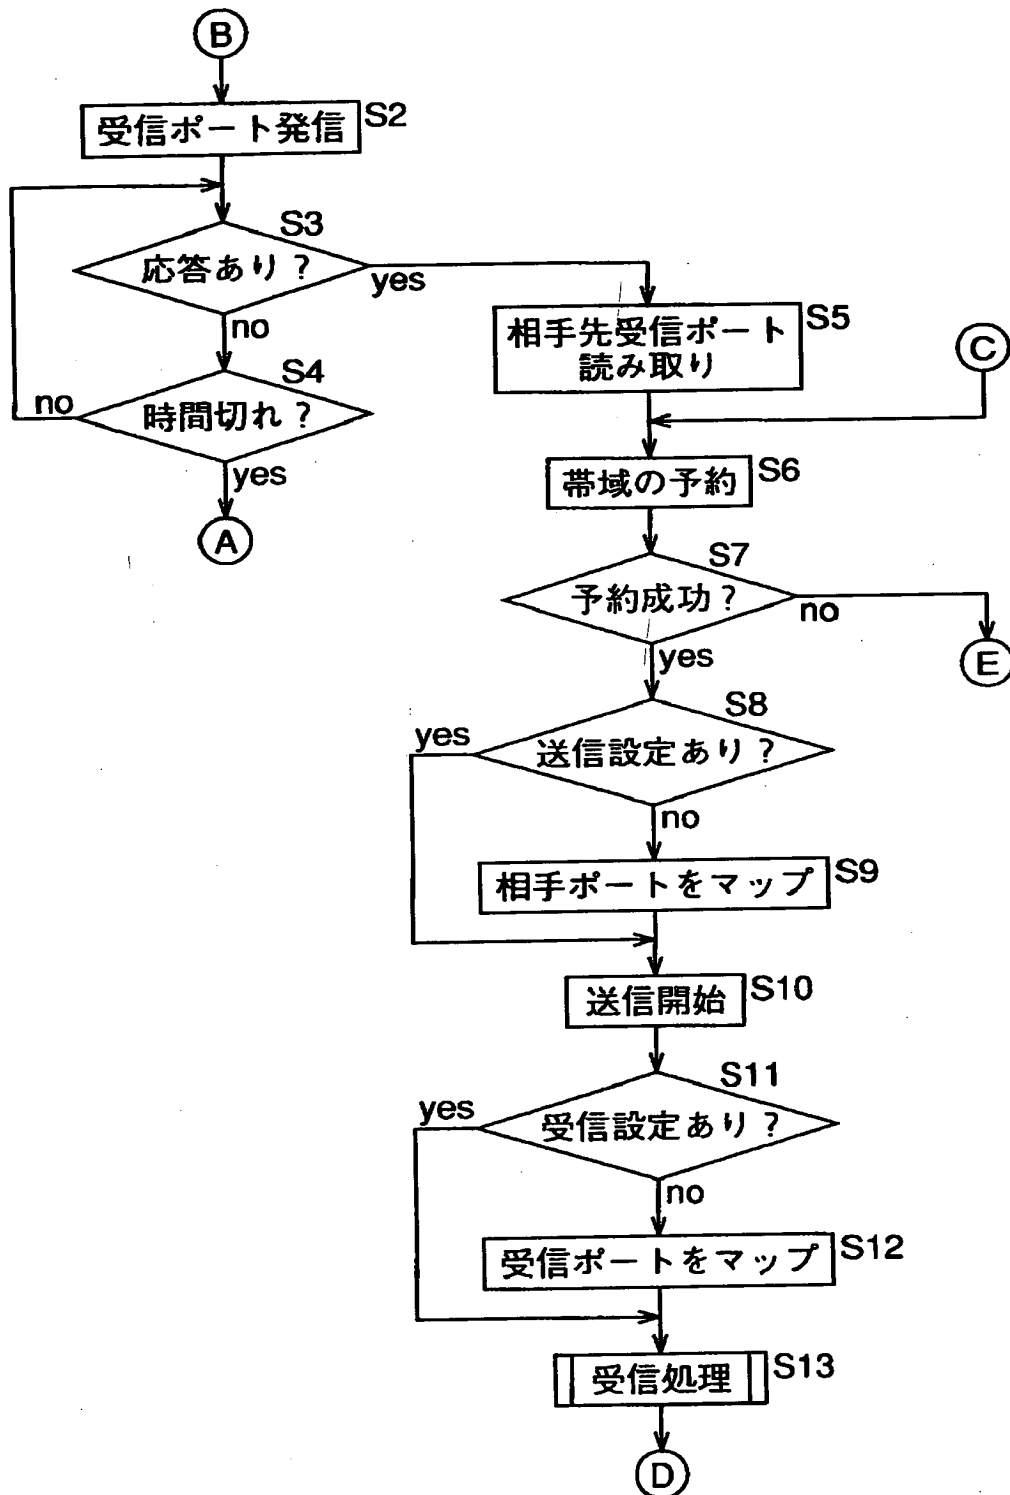 B
受信ポート発信 S2
S3
応答あり?
yes
no
S4
時間切れ?
no
yes
A
S5
相手先受信ポート
読み取り
C
帯域の予約 S6
S7
予約成功?
no
yes
E
S8
送信設定あり?
yes
no
相手ポートをマップ S9
送信開始 S10
S11
受信設定あり?
yes
no
受信ポートをマップ S12
受信処理 S13
D